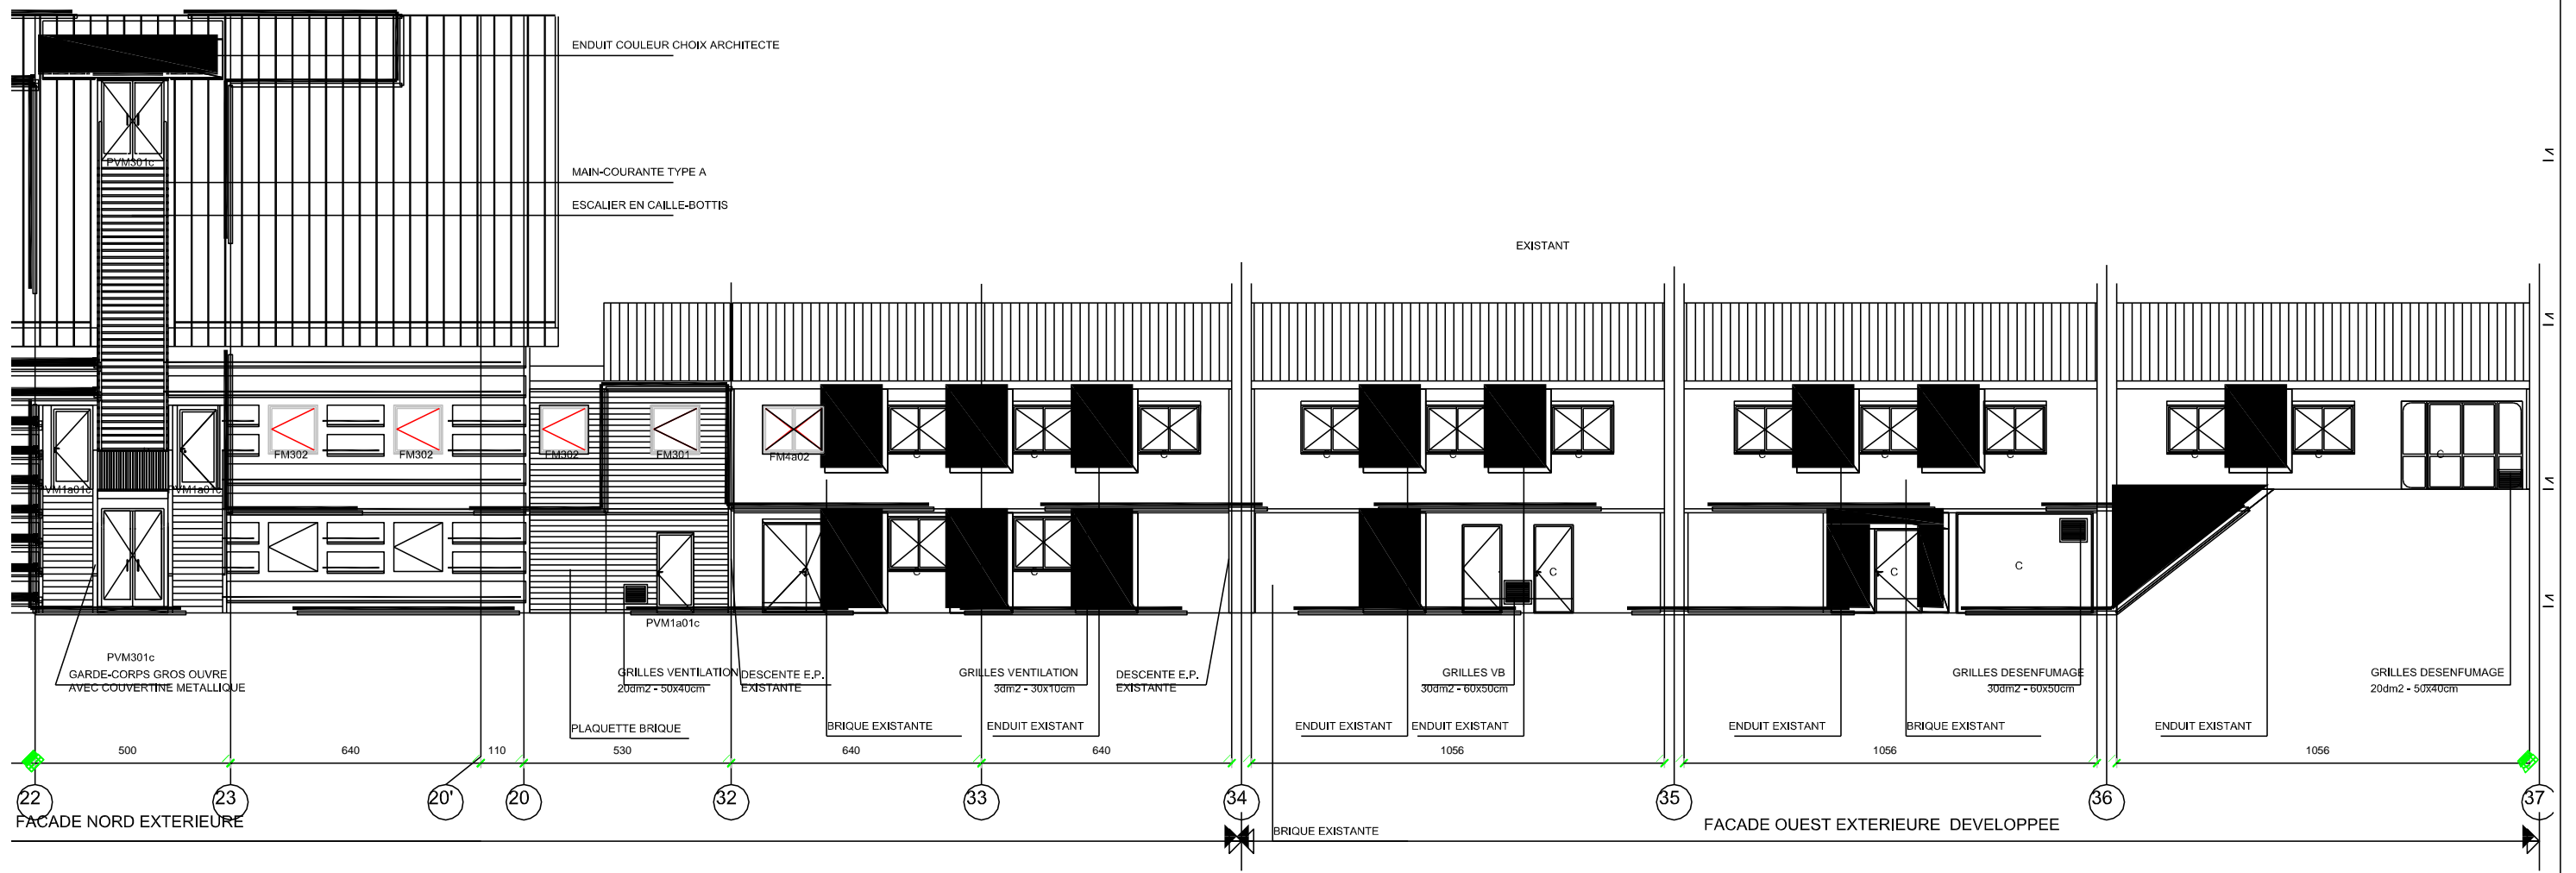 ENDUIT COULEUR CHOIX ARCHITECTE
PVM301c
MAIN-COURANTE TYPE A
ESCALIER EN CAILLE-BOTTIS
EXISTANT
FM302
FM302
FM302
FM301
FM4a02
C
C
C
C
C
C
C
C
C
C
C
C
VM1a01c
VM1a01c
C
C
C
C
C
PVM1a01c
PVM301c
GARDE-CORPS GROS OUVRE
AVEC COUVERTINE METALLIQUE
GRILLES VENTILATION
20dm2 - 50x40cm
DESCENTE E.P.
EXISTANTE
GRILLES VENTILATION
3dm2 - 30x10cm
DESCENTE E.P.
EXISTANTE
GRILLES VB
30dm2 - 60x50cm
GRILLES DESENFUMAGE
30dm2 - 60x50cm
GRILLES DESENFUMAGE
20dm2 - 50x40cm
PLAQUETTE BRIQUE
BRIQUE EXISTANTE
ENDUIT EXISTANT
ENDUIT EXISTANT
ENDUIT EXISTANT
ENDUIT EXISTANT
BRIQUE EXISTANT
ENDUIT EXISTANT
500
640
110
530
640
640
1056
1056
1056
22
23
20'
20
32
33
34
35
36
37
FACADE NORD EXTERIEURE
BRIQUE EXISTANTE
FACADE OUEST EXTERIEURE DEVELOPPEE